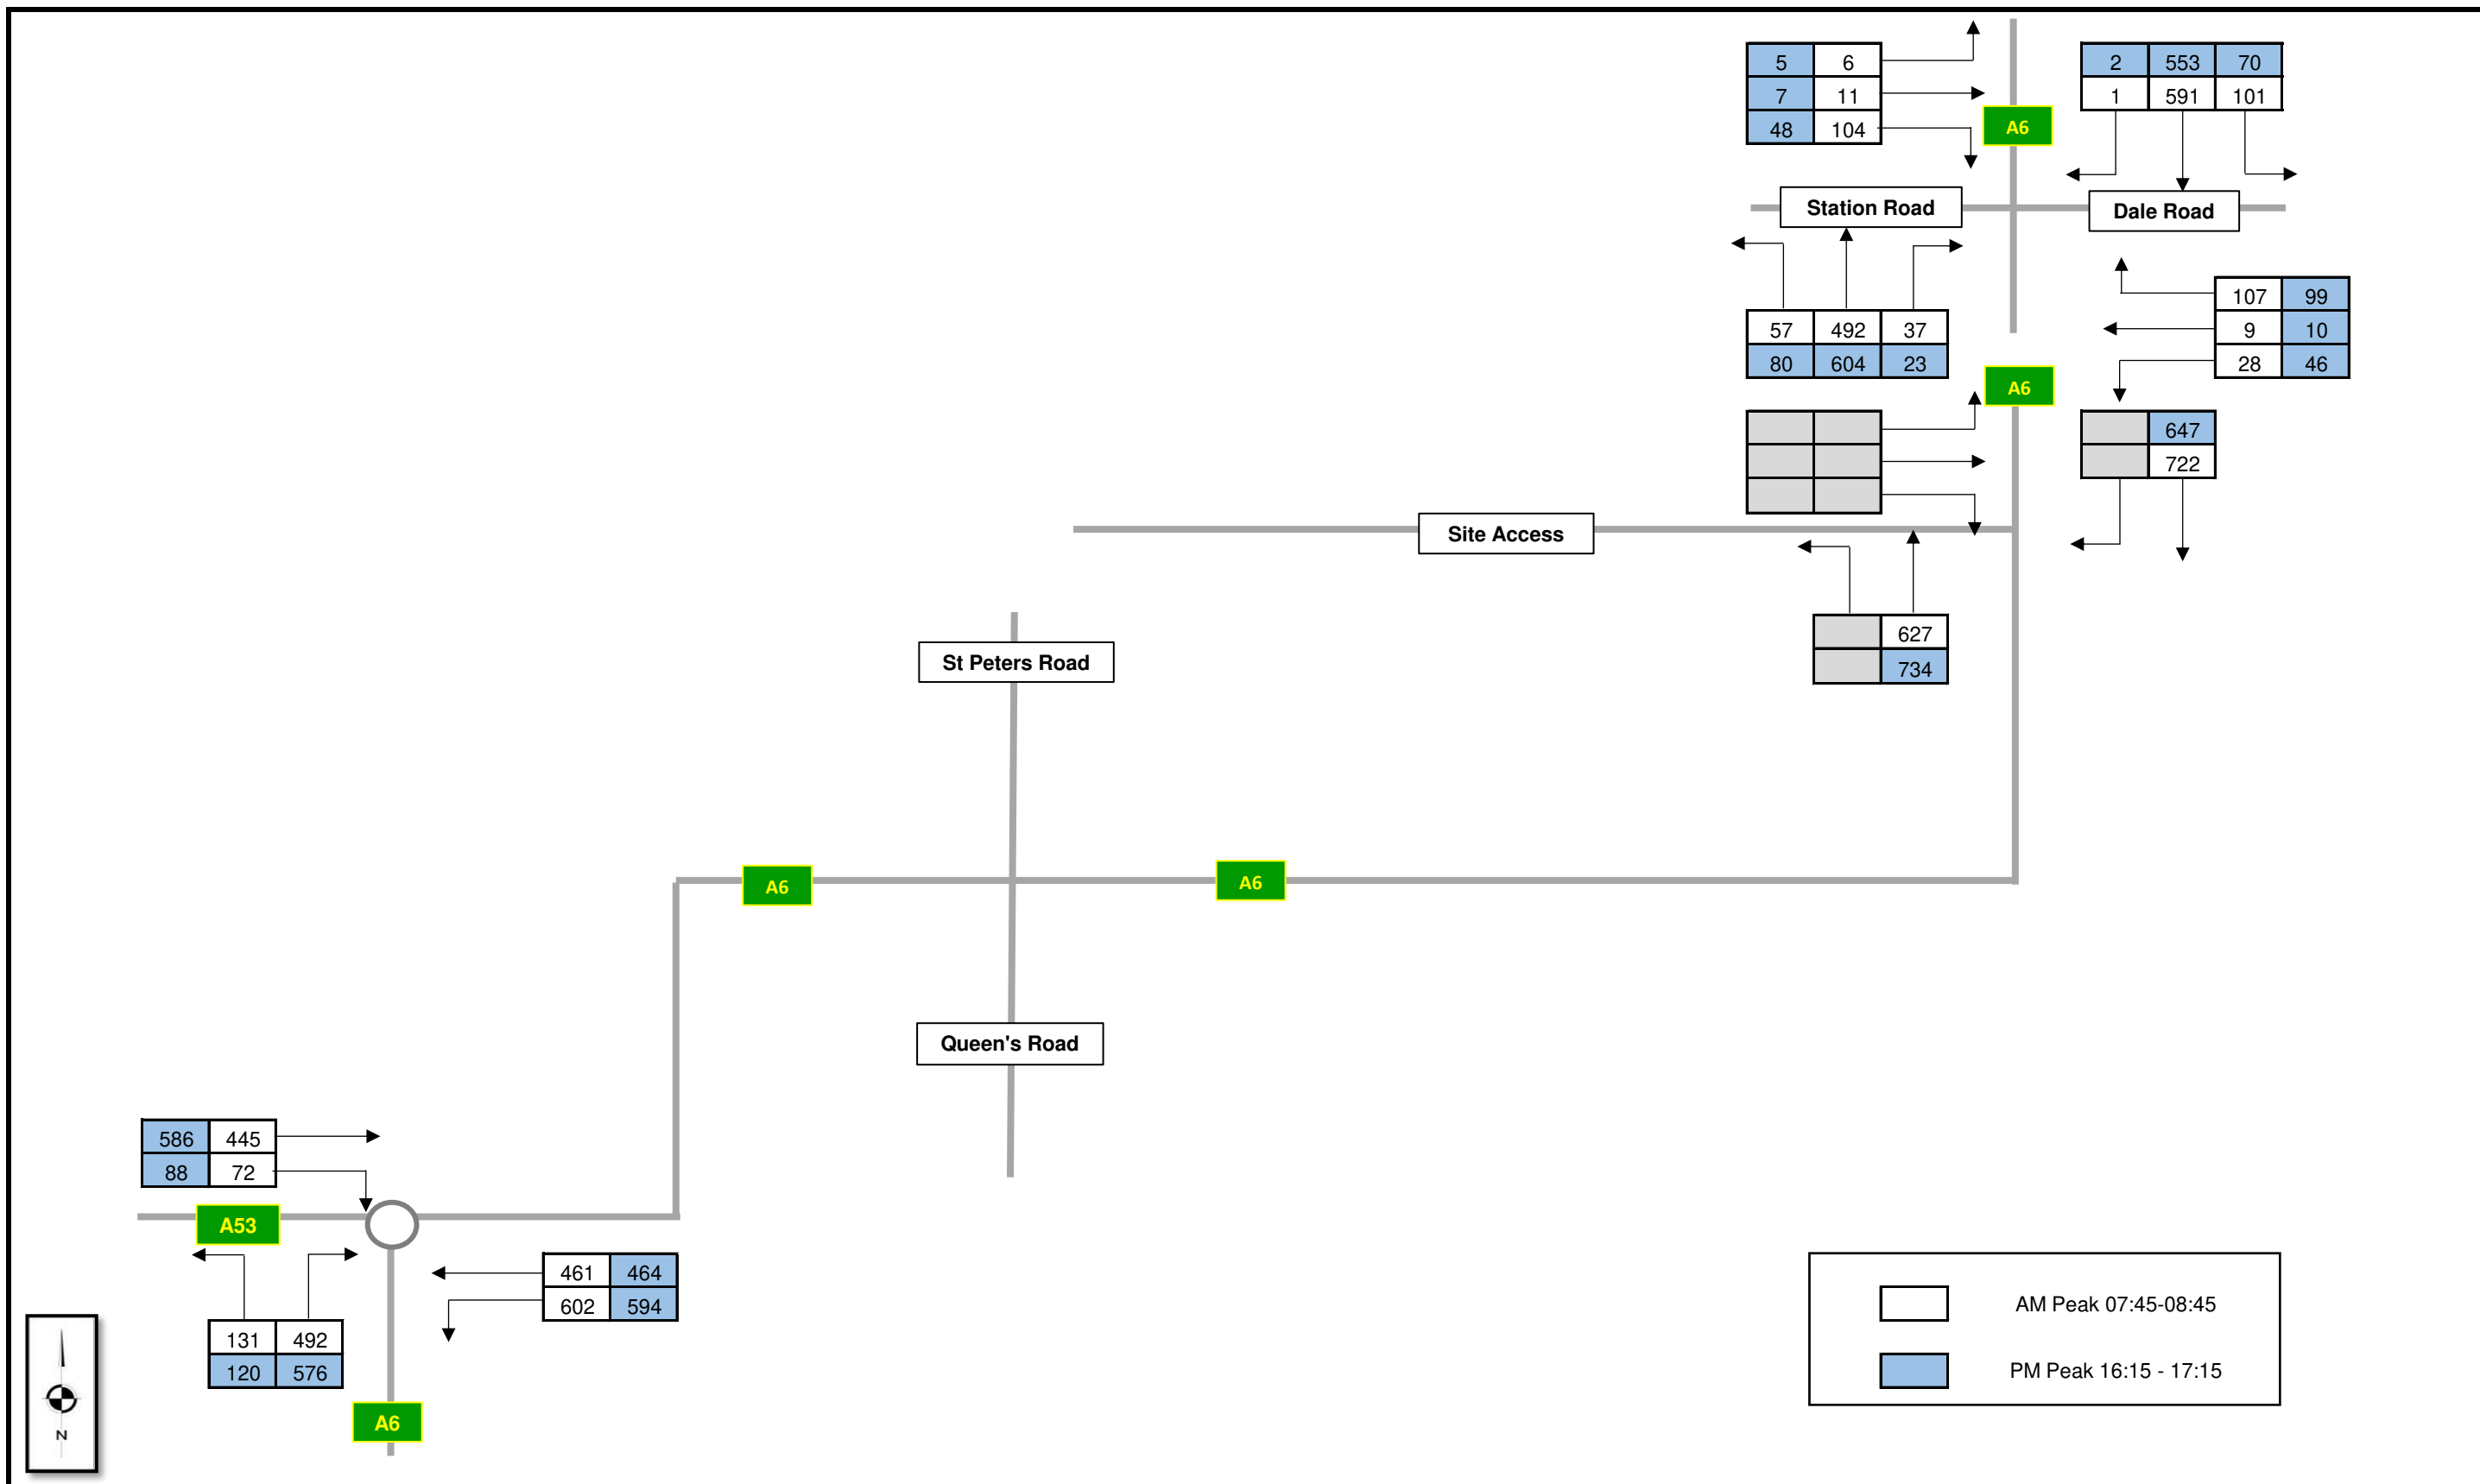 5 6
7 11
48 104
2 553 70
1 591 101
A6
Station Road
Dale Road
57 492 37
80 604 23
107 99
9 10
28 46
A6
647
722
Site Access
627
734
St Peters Road
A6
A6
Queen's Road
586 445
88 72
A53
461 464
602 594
131 492
120 576
A6
N
AM Peak 07:45-08:45
PM Peak 16:15 - 17:15